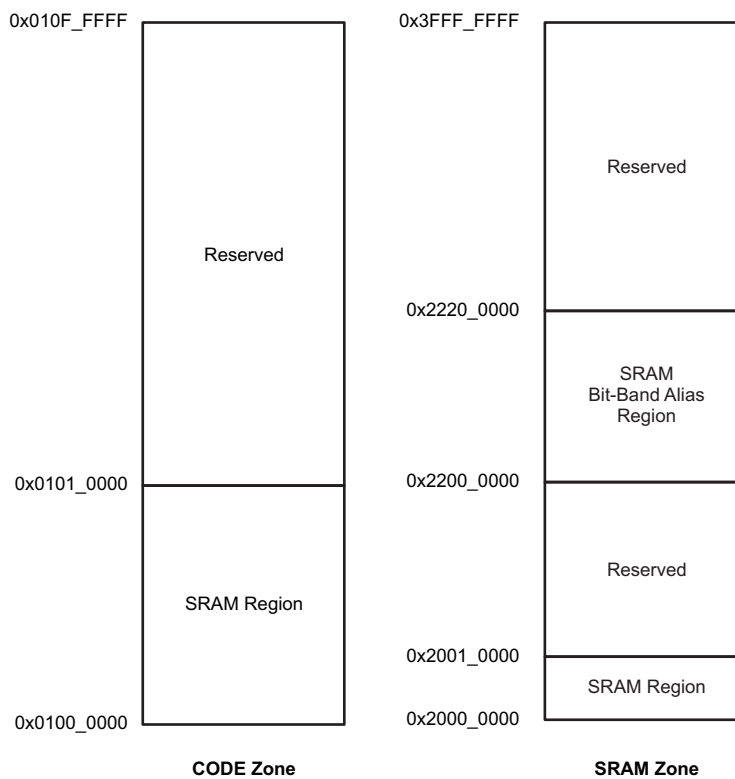 0x010F_FFFF
Reserved
0x0101_0000
SRAM Region
0x0100_0000
CODE Zone
0x3FFF_FFFF
Reserved
0x2220_0000
SRAM
Bit-Band Alias
Region
0x2200_0000
Reserved
0x2001_0000
SRAM Region
0x2000_0000
SRAM Zone